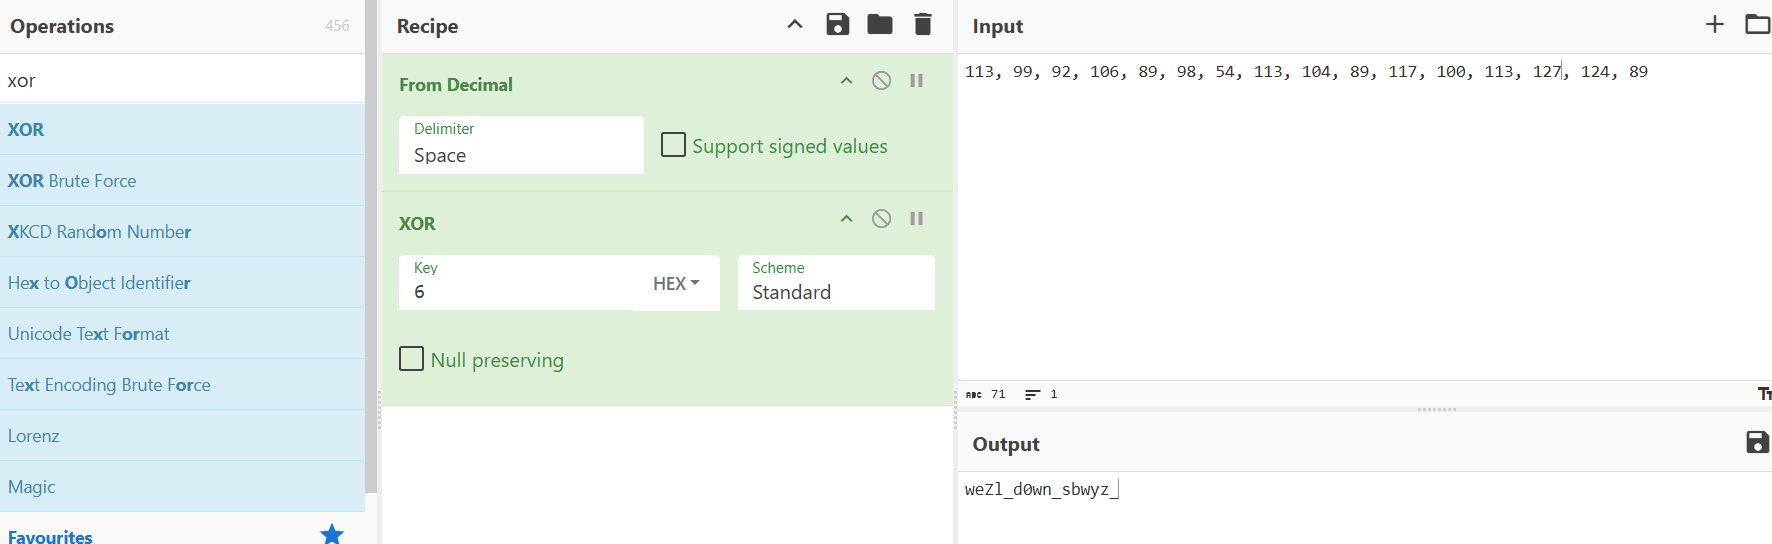 Operations 456
xor
XOR
XOR Brute Force
XKCD Random Number
Hex to Object Identifier
Unicode Text Format
Text Encoding Brute Force
Lorenz
Magic
Favourites
Recipe
From Decimal
Delimiter
Space
Support signed values
XOR
Key
6
HEX
Scheme
Standard
Null preserving
Input
113, 99, 92, 106, 89, 98, 54, 113, 104, 89, 117, 100, 113, 127, 124, 89
ABC 71 1
Tт
Output
weZl_d0wn_sbwyz_